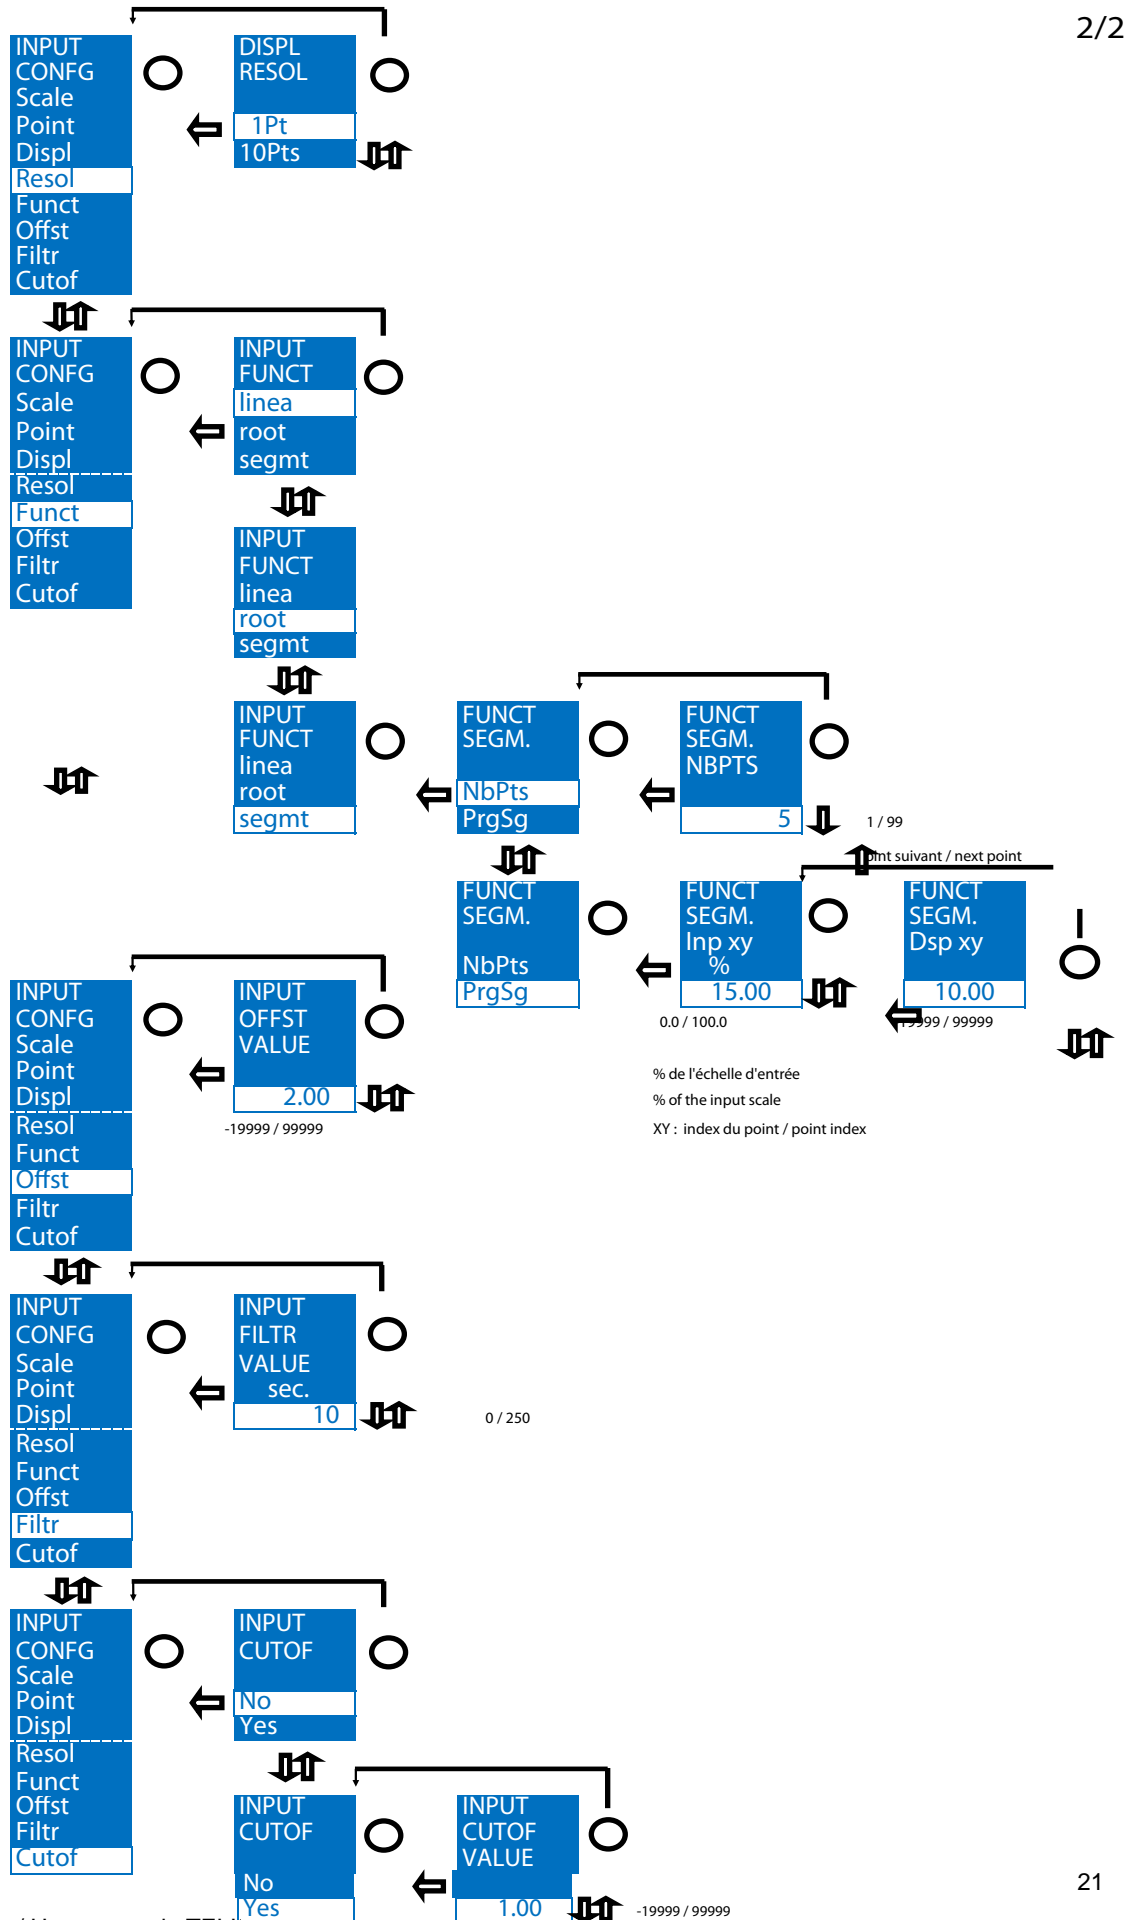 2/2
INPUT
CONFG
Scale
Point
Displ
Resol
Funct
Offst
Filtr
Cutof
DISPL
RESOL
1Pt
10Pts
INPUT
CONFG
Scale
Point
Displ
Resol
Funct
Offst
Filtr
Cutof
INPUT
FUNCT
linea
root
segmt
INPUT
FUNCT
linea
root
segmt
INPUT
FUNCT
linea
root
segmt
FUNCT
SEGM.
NbPts
PrgSg
FUNCT
SEGM.
NBPTS
5
1 / 99
suivant / next point
FUNCT
SEGM.
NbPts
PrgSg
FUNCT
SEGM.
Inp xy
%
15.00
0.0 / 100.0
FUNCT
SEGM.
Dsp xy
10.00
-19999 / 99999
% de l'échelle d'entrée
% of the input scale
XY : index du point / point index
INPUT
CONFG
Scale
Point
Displ
Resol
Funct
Offst
Filtr
Cutof
INPUT
OFFST
VALUE
2.00
-19999 / 99999
INPUT
CONFG
Scale
Point
Displ
Resol
Funct
Offst
Filtr
Cutof
INPUT
FILTR
VALUE
sec.
10
0 / 250
INPUT
CONFG
Scale
Point
Displ
Resol
Funct
Offst
Filtr
Cutof
INPUT
CUTOF
No
Yes
INPUT
CUTOF
No
Yes
INPUT
CUTOF
VALUE
1.00
-19999 / 99999
21